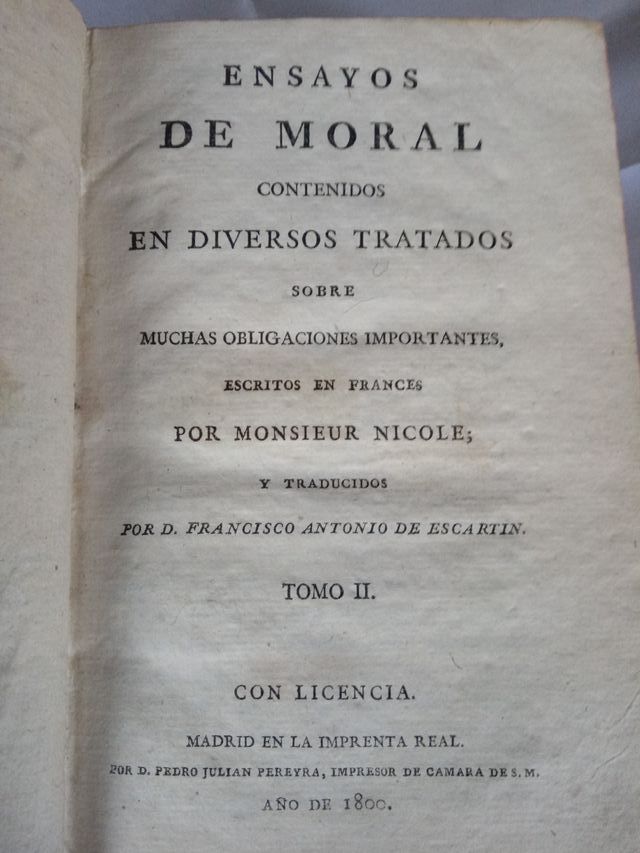 ENSAYOS
DE MORAL
CONTENIDOS
EN DIVERSOS TRATADOS
SOBRE
MUCHAS OBLIGACIONES IMPORTANTES,
ESCRITOS EN FRANCES
POR MONSIEUR NICOLE;
Y TRADUCIDOS
POR D. FRANCISCO ANTONIO DE ESCARTIN.
TOMO II.
CON LICENCIA.
MADRID EN LA IMPRENTA REAL.
POR D. PEDRO JULIAN PEREYRA, IMPRESOR DE CAMARA DE S. M.
AÑO DE 1800.